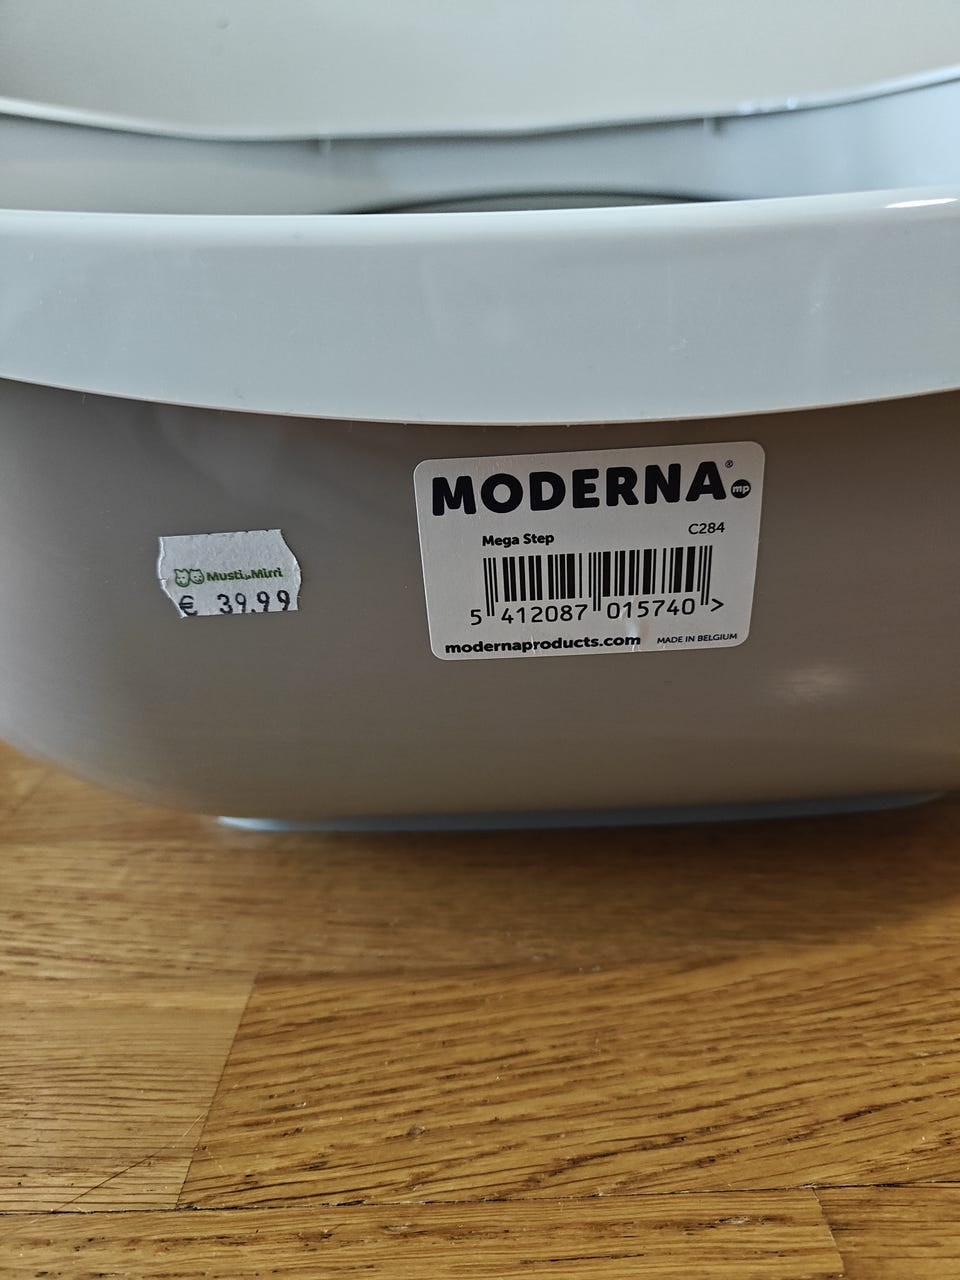 MODERNA® mp
Mega Step C284
5 412087 015740 >
modernaproducts.com MADE IN BELGIUM
Musti ja Mirri
€ 39.99